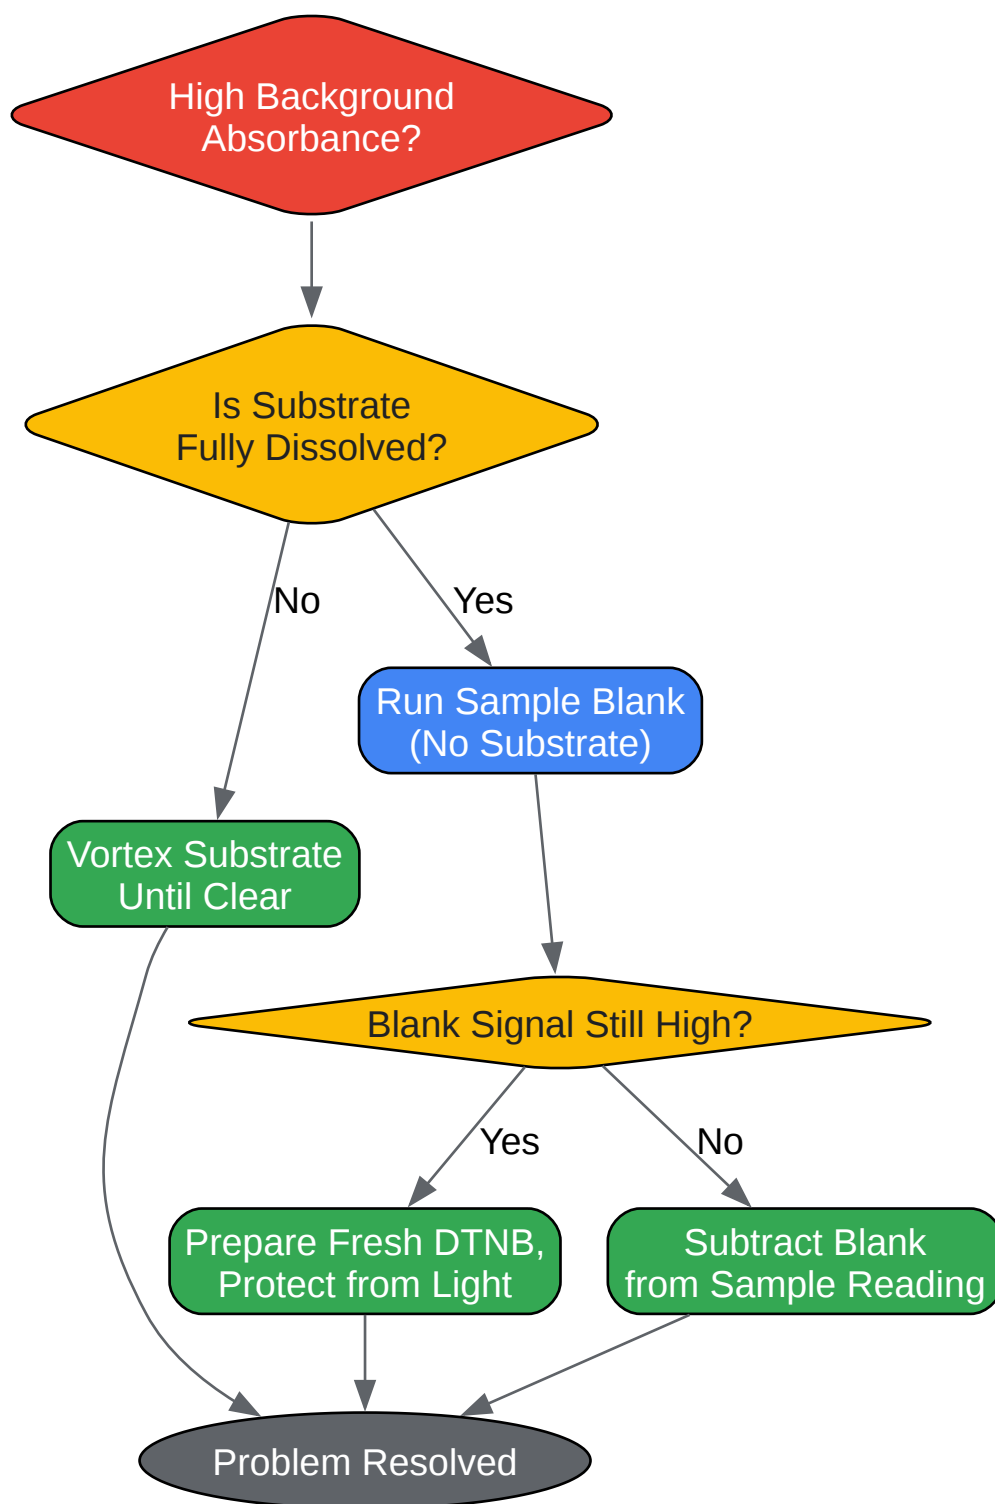 High Background
Absorbance?
Is Substrate
Fully Dissolved?
No
Yes
Run Sample Blank
(No Substrate)
Vortex Substrate
Until Clear
Blank Signal Still High?
Yes
No
Prepare Fresh DTNB,
Protect from Light
Subtract Blank
from Sample Reading
Problem Resolved